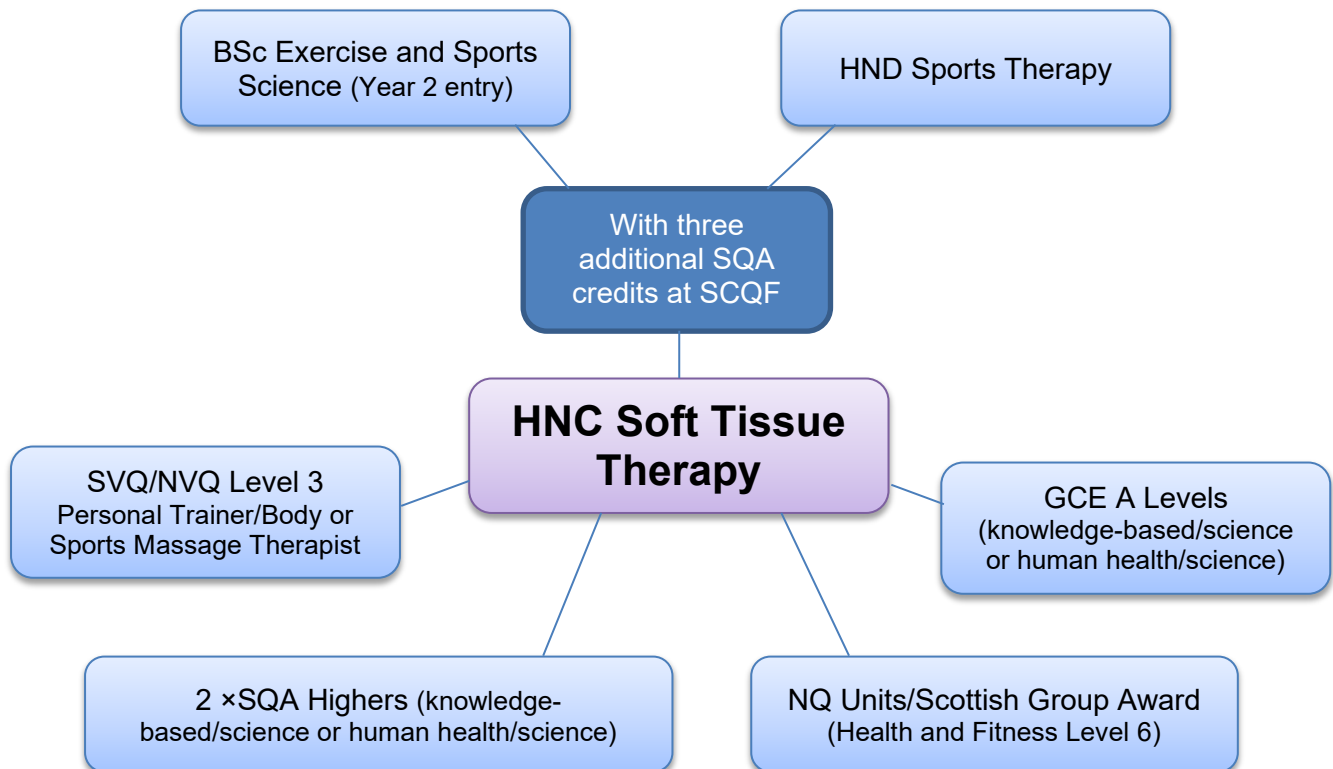 BSc Exercise and Sports
Science (Year 2 entry)
HND Sports Therapy
With three
additional SQA
credits at SCQF
HNC Soft Tissue
Therapy
SVQ/NVQ Level 3
Personal Trainer/Body or
Sports Massage Therapist
GCE A Levels
(knowledge-based/science
or human health/science)
2 ×SQA Highers (knowledge-
based/science or human health/science)
NQ Units/Scottish Group Award
(Health and Fitness Level 6)